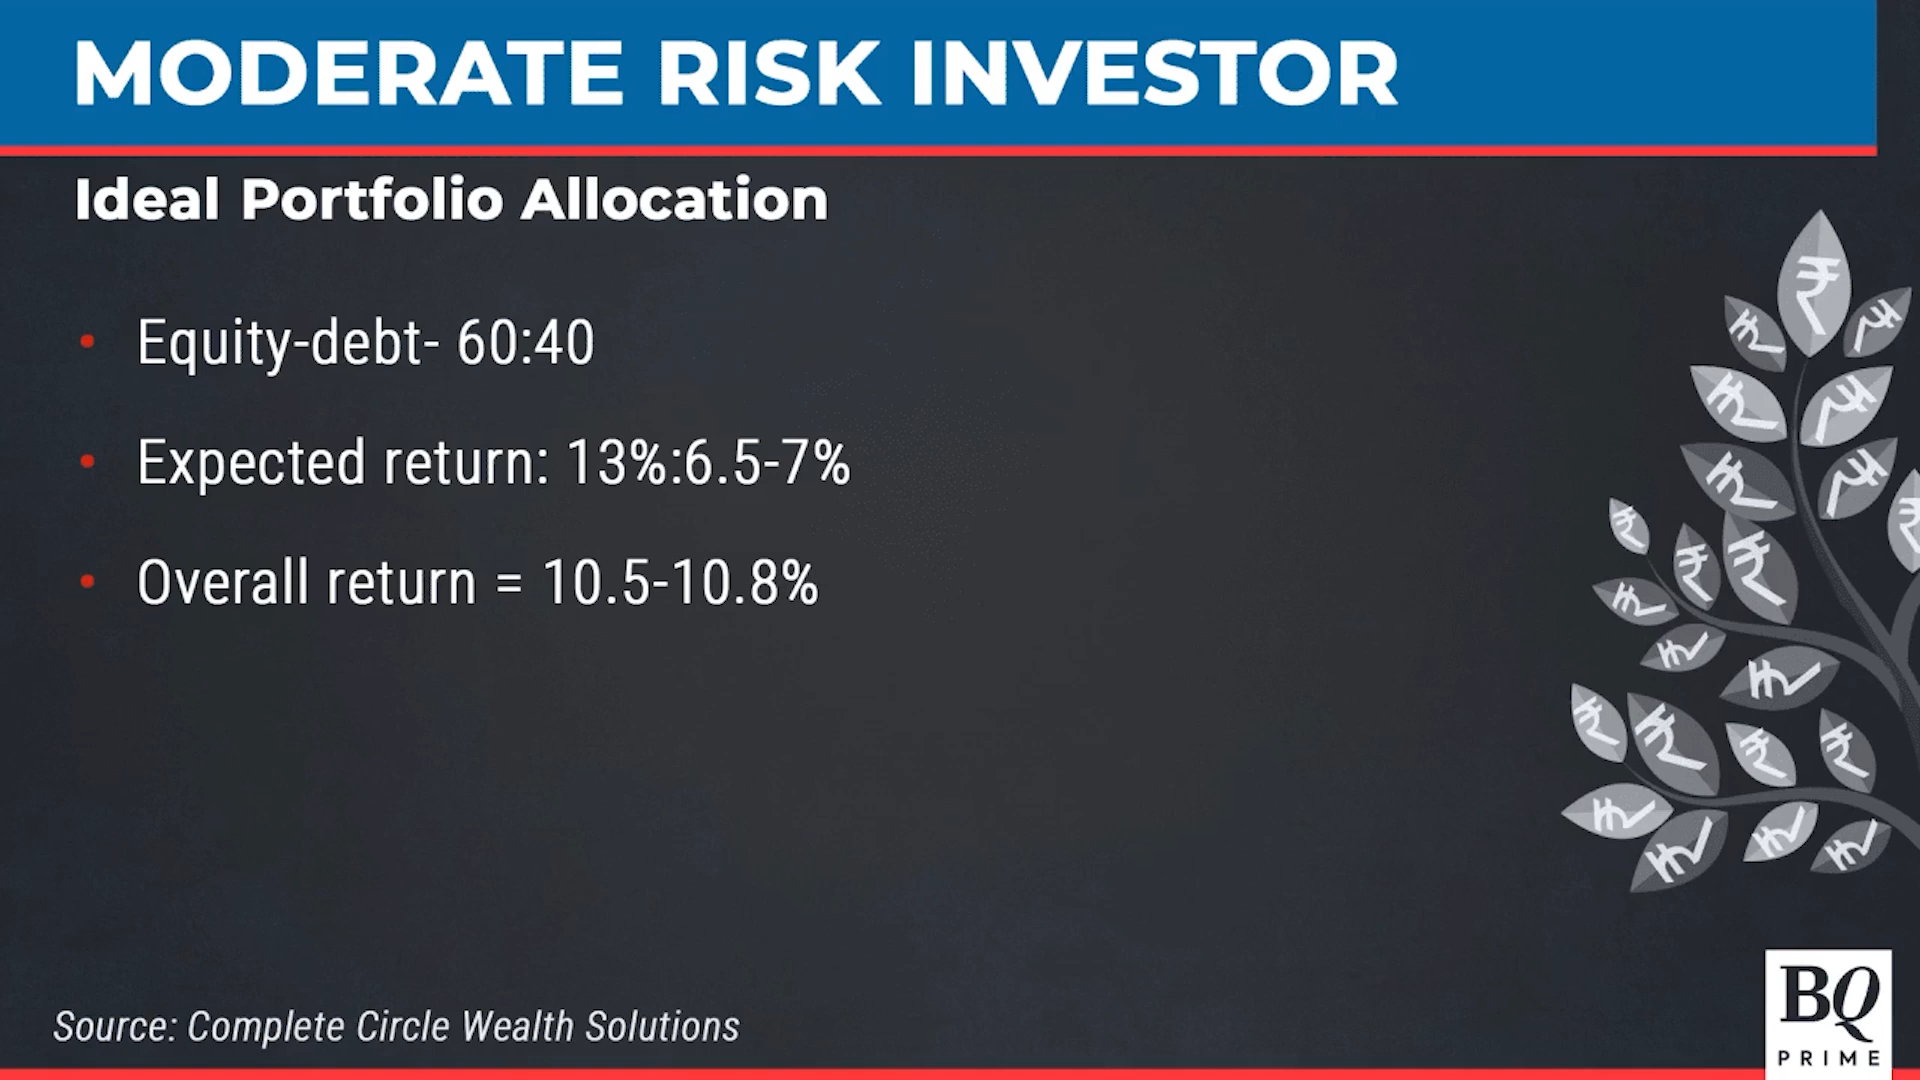 MODERATE RISK INVESTOR
Ideal Portfolio Allocation
• Equity-debt- 60:40
• Expected return: 13%:6.5-7%
• Overall return = 10.5-10.8%
Source: Complete Circle Wealth Solutions
BQ
PRIME